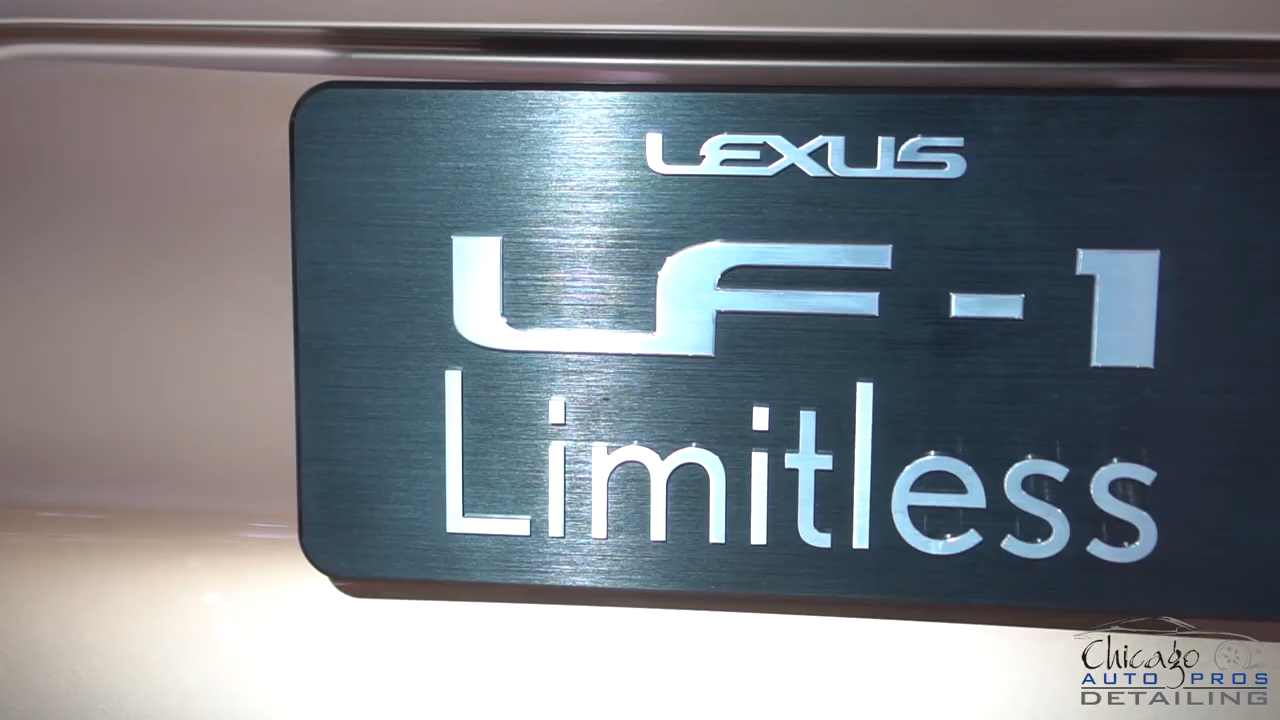 LEXUS
LF-1
Limitless
Chicago
AUTO PROS
DETAILING